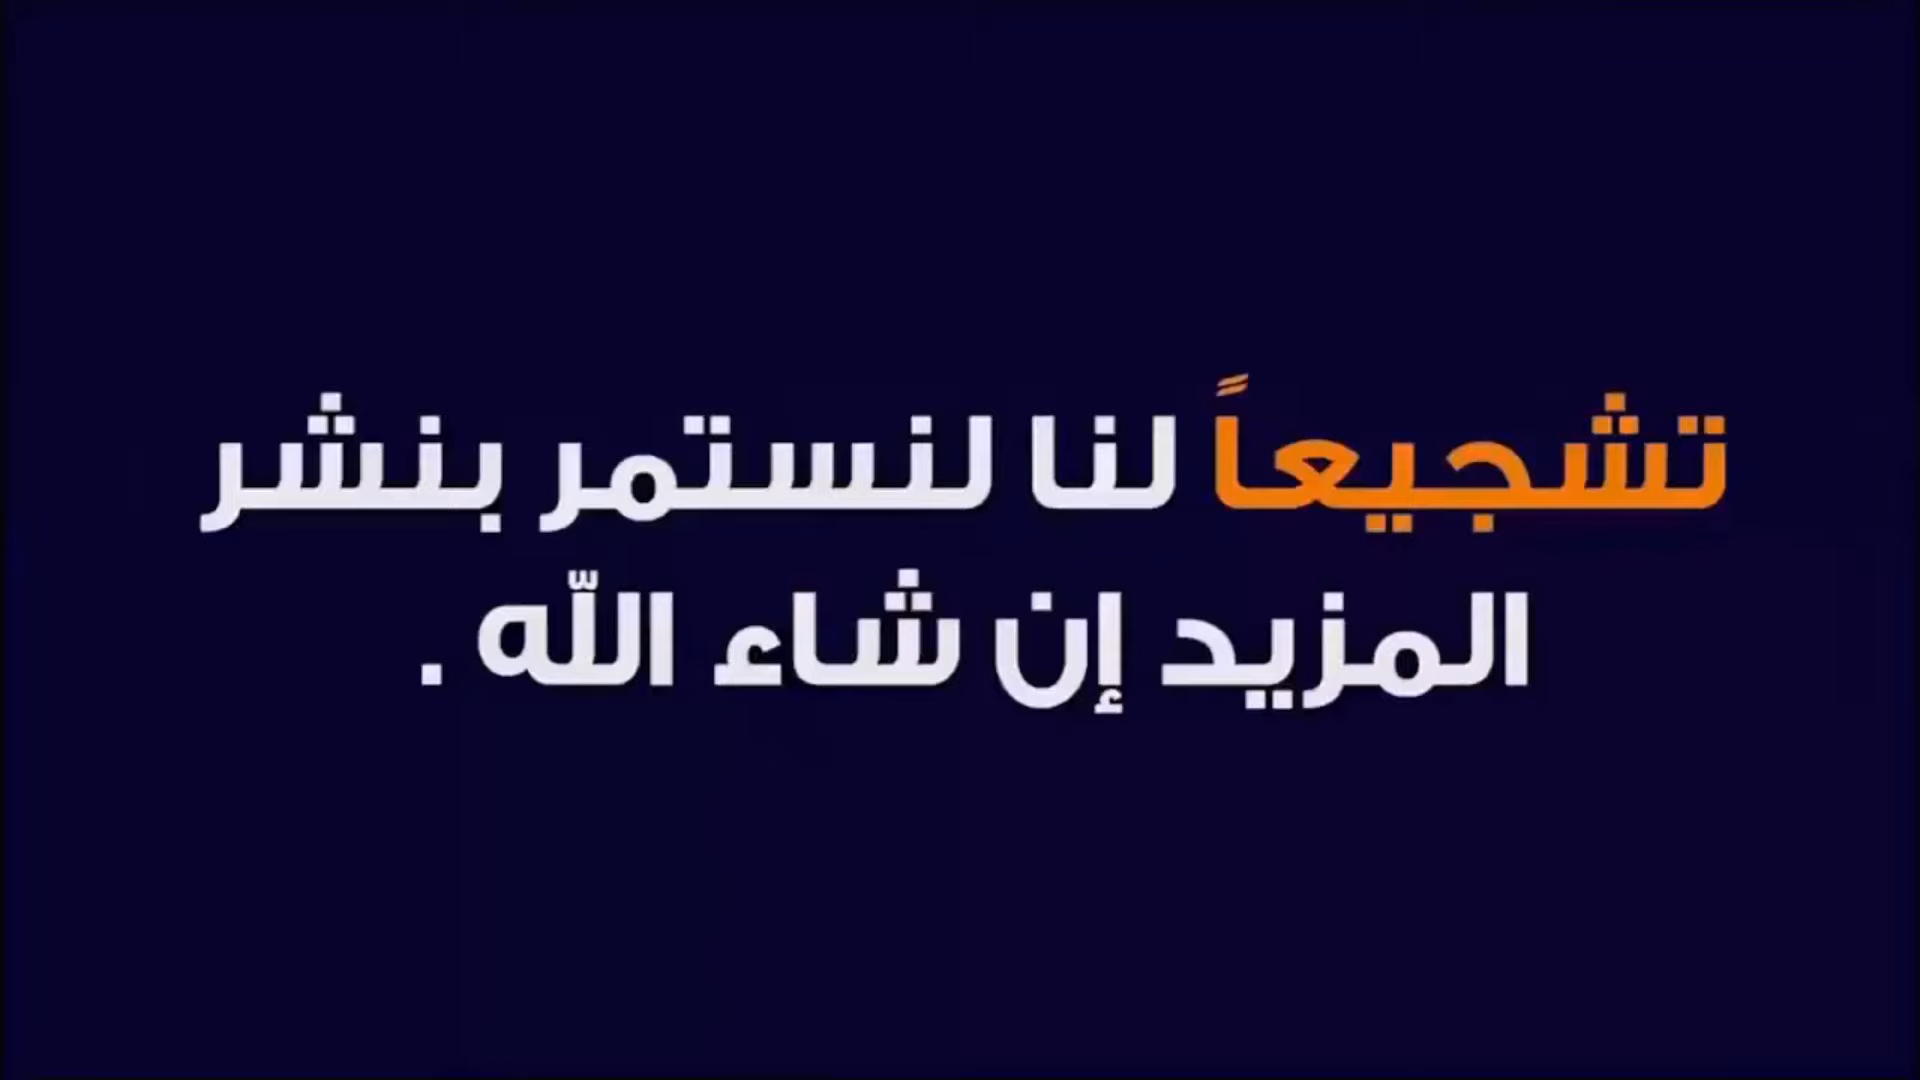 تشجيعاً لنا لنستمر بنشر
المزيد إن شاء اللّه .